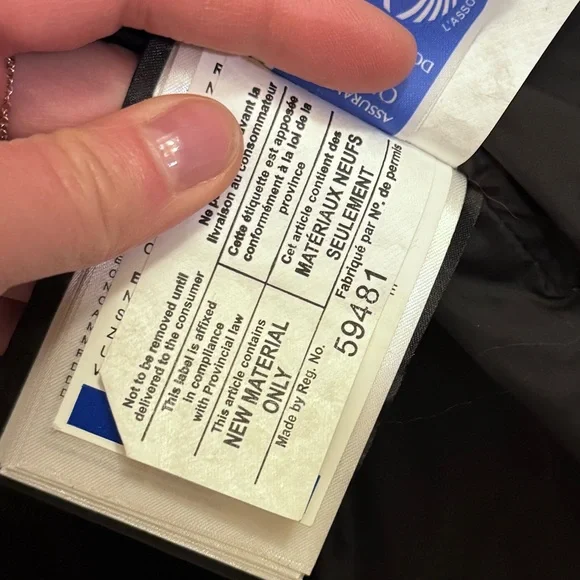 Not to be removed until
delivered to the consumer
This label is affixed
in compliance
with Provincial law
This article contains
NEW MATERIAL
ONLY
Made by Reg. No.
59481
Ne
avant la
livraison au consommateur
Cette étiquette est apposée
conformément à la loi de la
province
Cet article contient des
MATÉRIAUX NEUFS
SEULEMENT
Fabriqué par No. de permis
L'ASSO